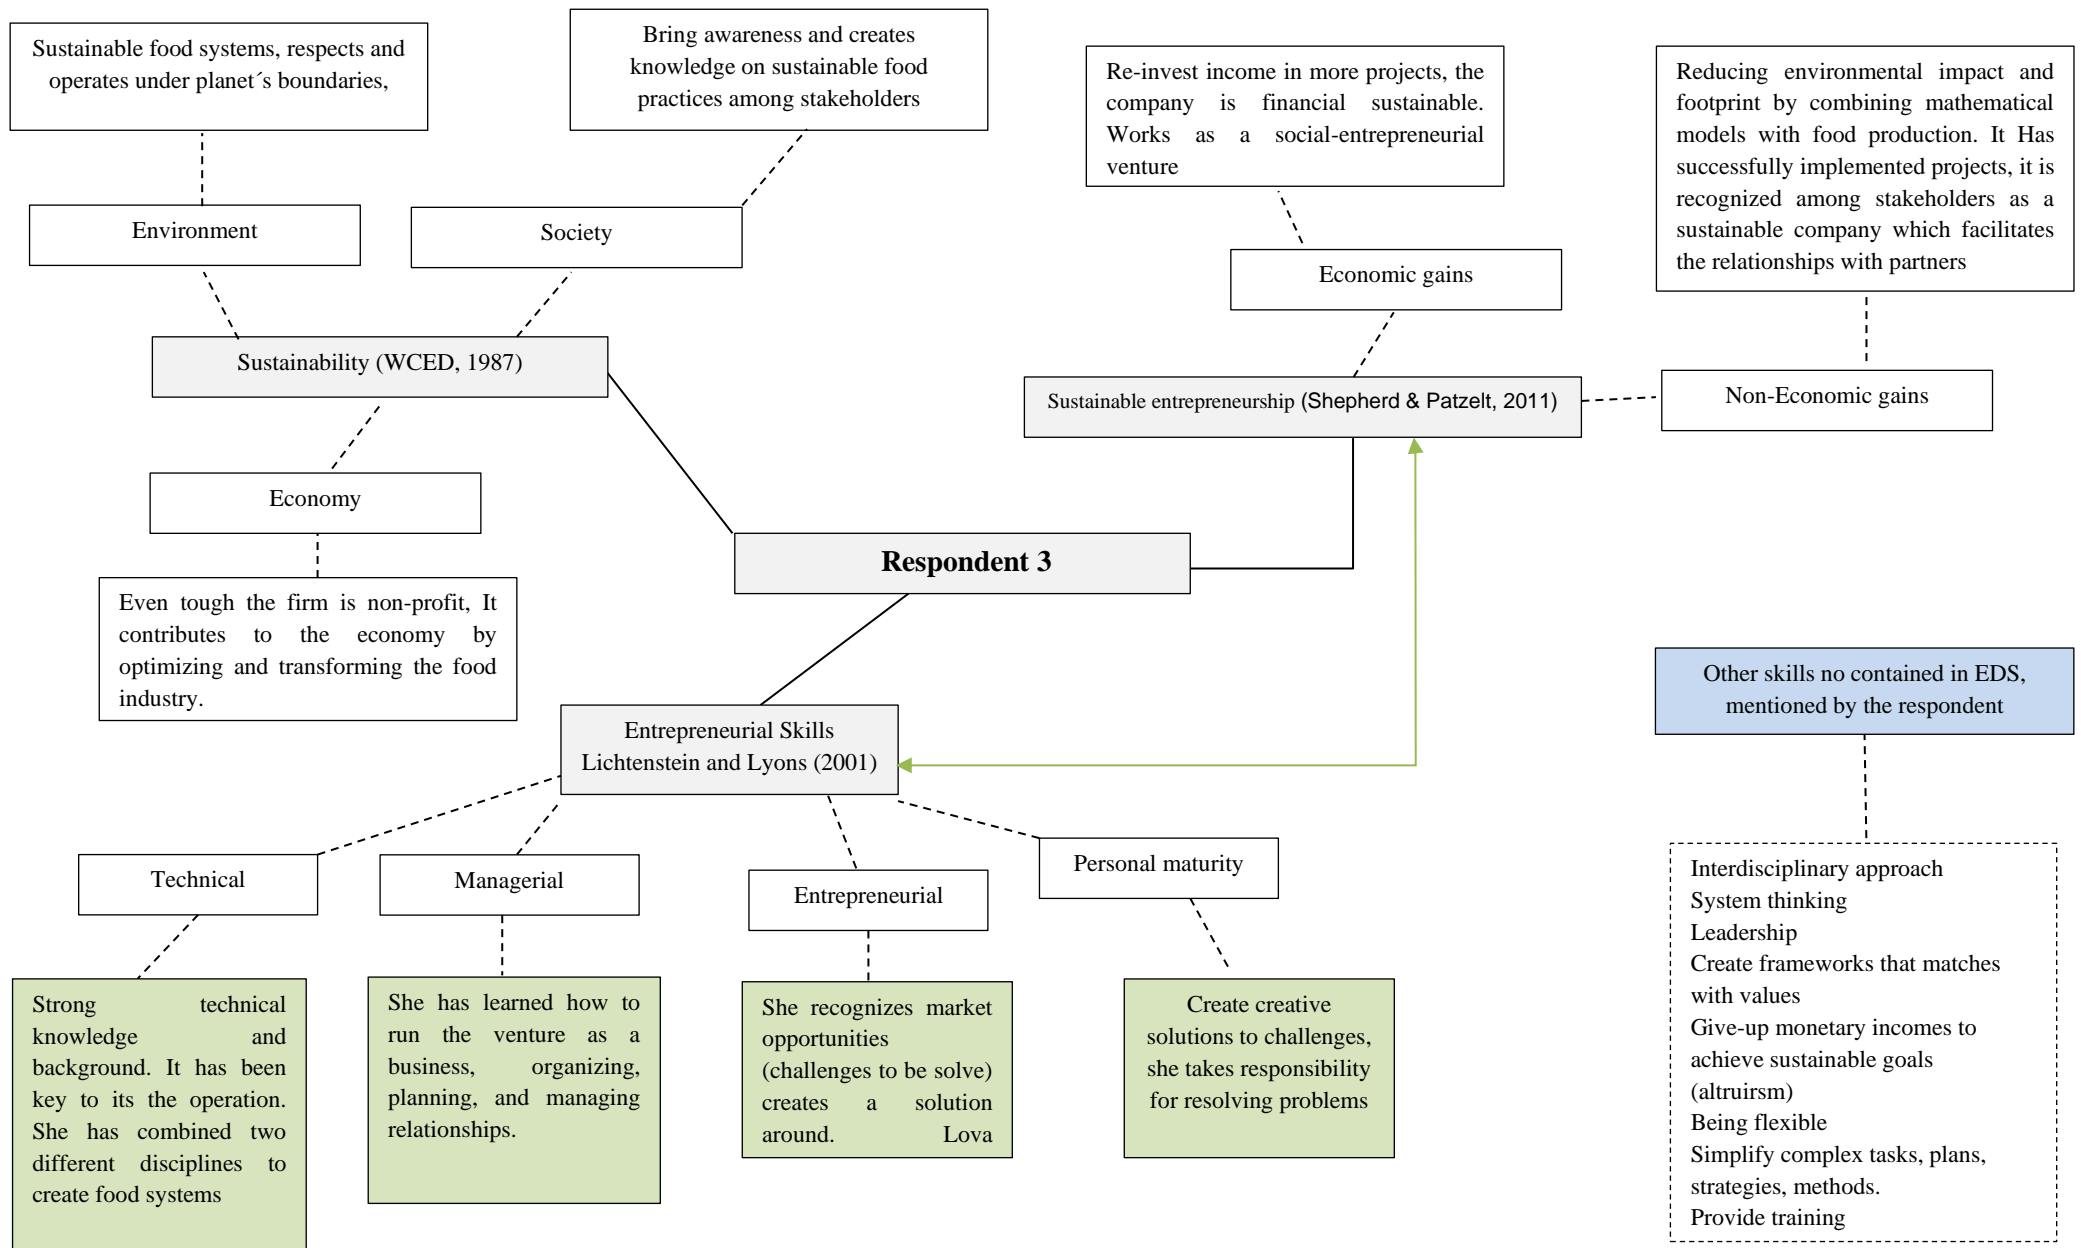 Sustainable food systems, respects and
operates under planet´s boundaries,
Bring awareness and creates
knowledge on sustainable food
practices among stakeholders
Re-invest income in more projects, the
company is financial sustainable.
Works as a social-entrepreneurial
venture
Reducing environmental impact and
footprint by combining mathematical
models with food production. It Has
successfully implemented projects, it is
recognized among stakeholders as a
sustainable company which facilitates
the relationships with partners
Environment
Society
Economic gains
Sustainability (WCED, 1987)
Sustainable entrepreneurship (Shepherd & Patzelt, 2011)
Non-Economic gains
Economy
Respondent 3
Even tough the firm is non-profit, It
contributes to the economy by
optimizing and transforming the food
industry.
Entrepreneurial Skills
Lichtenstein and Lyons (2001)
Other skills no contained in EDS,
mentioned by the respondent
Technical
Managerial
Entrepreneurial
Personal maturity
Strong technical
knowledge and
background. It has been
key to its the operation.
She has combined two
different disciplines to
create food systems
She has learned how to
run the venture as a
business, organizing,
planning, and managing
relationships.
She recognizes market
opportunities
(challenges to be solve)
creates a solution
around. Lova
Create creative
solutions to challenges,
she takes responsibility
for resolving problems
Interdisciplinary approach
System thinking
Leadership
Create frameworks that matches
with values
Give-up monetary incomes to
achieve sustainable goals
(altruirsm)
Being flexible
Simplify complex tasks, plans,
strategies, methods.
Provide training